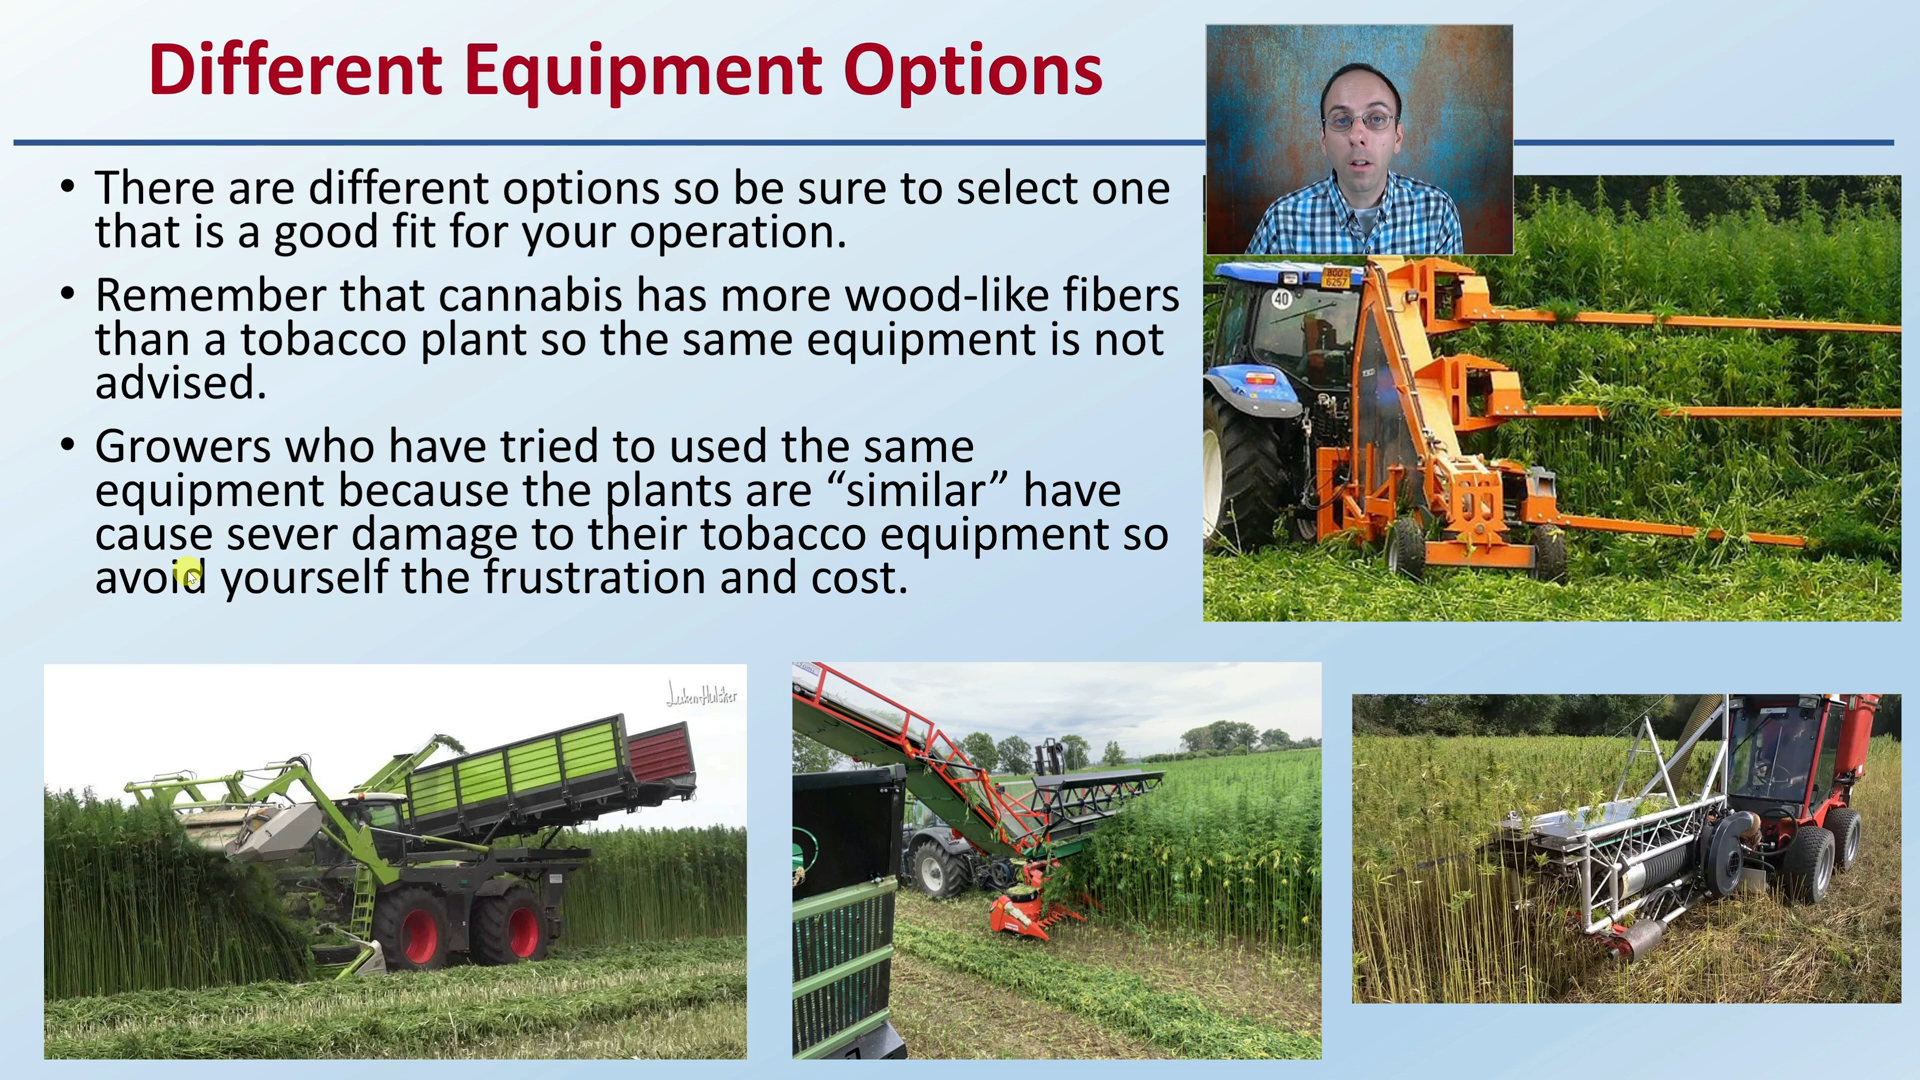 Different Equipment Options
• There are different options so be sure to select one
that is a good fit for your operation.
• Remember that cannabis has more wood-like fibers
than a tobacco plant so the same equipment is not
advised.
• Growers who have tried to used the same
equipment because the plants are “similar” have
cause sever damage to their tobacco equipment so
avoid yourself the frustration and cost.
40
6257